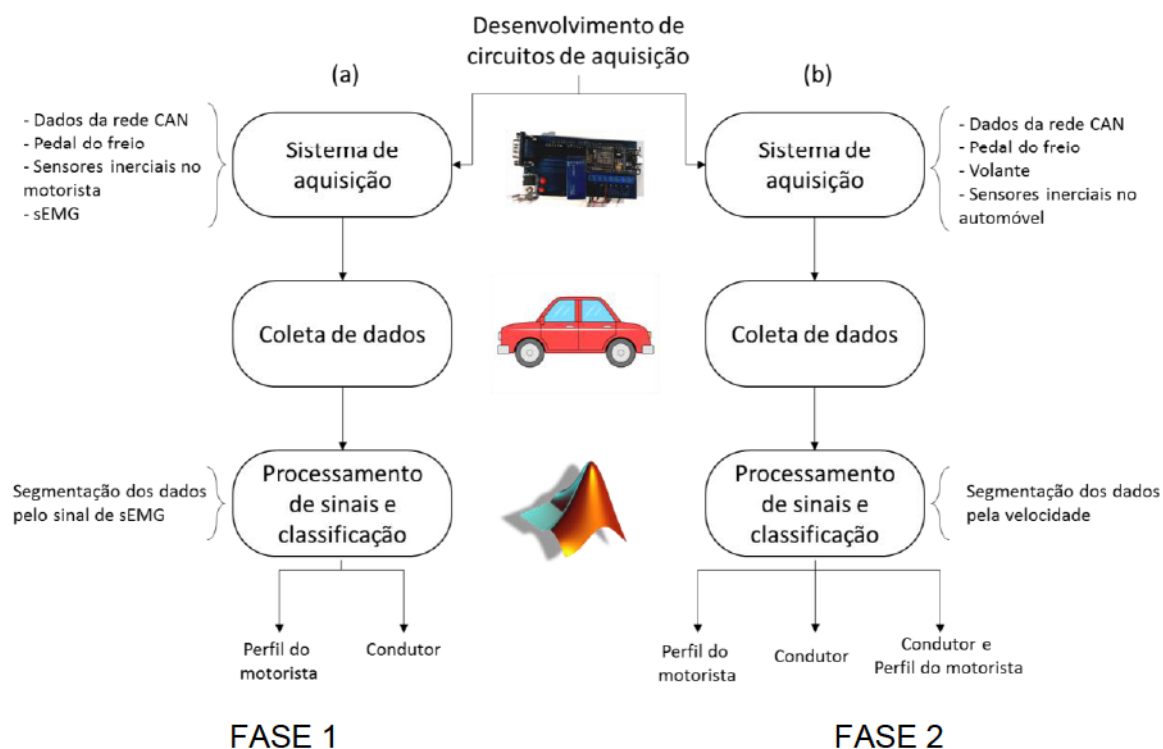 Desenvolvimento de
circuitos de aquisição
(a)
(b)
- Dados da rede CAN
- Pedal do freio
- Sensores inerciais no
motorista
- sEMG
Sistema de
aquisição
Sistema de
aquisição
- Dados da rede CAN
- Pedal do freio
- Volante
- Sensores inerciais no
automóvel
Coleta de dados
Coleta de dados
Segmentação dos dados
pelo sinal de sEMG
Processamento
de sinais e
classificação
Processamento
de sinais e
classificação
Segmentação dos dados
pela velocidade
Perfil do
motorista
Condutor
Perfil do
motorista
Condutor
Condutor e
Perfil do motorista
FASE 1
FASE 2